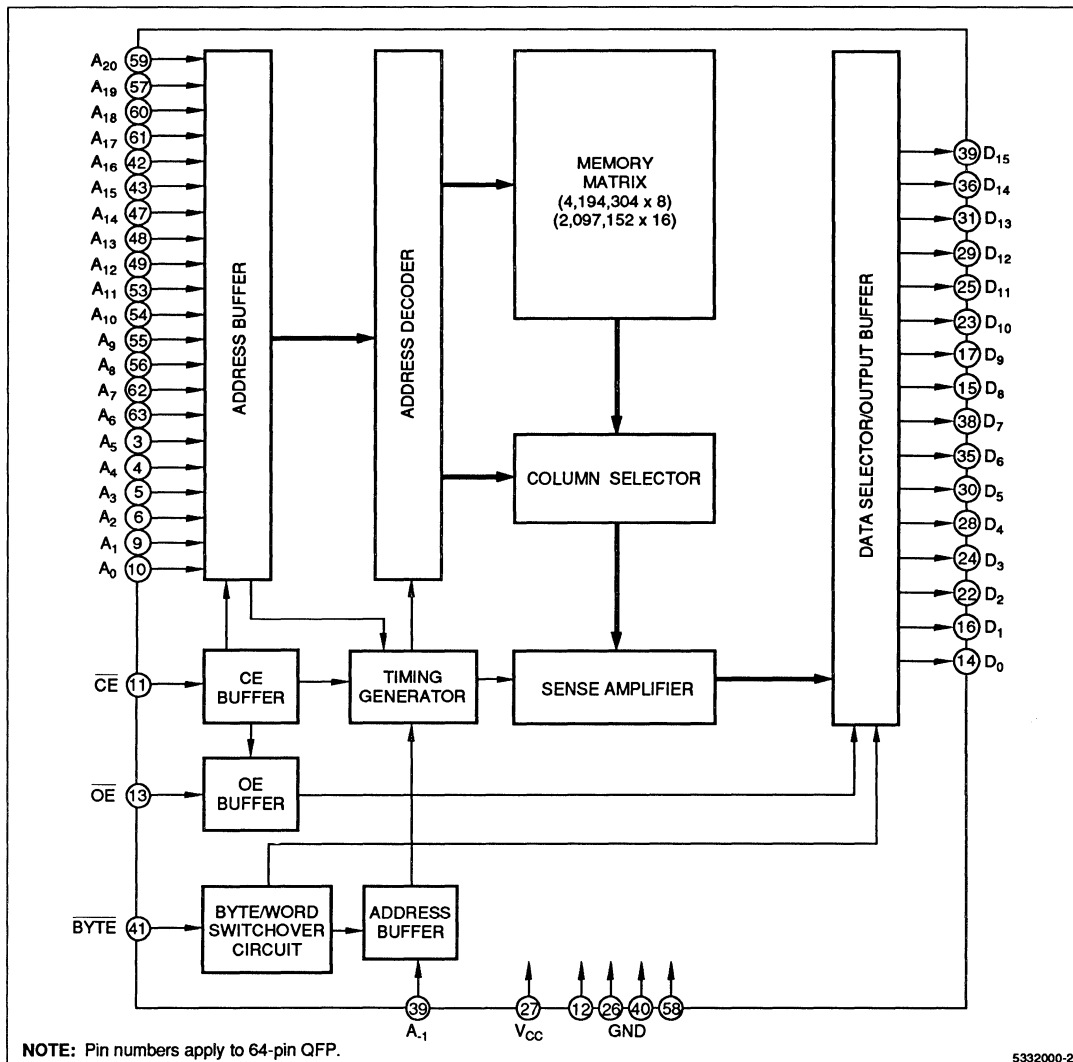 A20 59
A19 57
A18 60
A17 61
A16 42
A15 43
A14 47
A13 48
A12 49
A11 53
A10 54
A9 55
A8 56
A7 62
A6 63
A5 3
A4 4
A3 5
A2 6
A1 9
A0 10
ADDRESS BUFFER
ADDRESS DECODER
MEMORY
MATRIX
(4,194,304 x 8)
(2,097,152 x 16)
COLUMN SELECTOR
DATA SELECTOR/OUTPUT BUFFER
39 D15
36 D14
31 D13
29 D12
25 D11
23 D10
17 D9
15 D8
38 D7
35 D6
30 D5
28 D4
24 D3
22 D2
16 D1
14 D0
CE 11
CE
BUFFER
TIMING
GENERATOR
SENSE AMPLIFIER
OE 13
OE
BUFFER
BYTE 41
BYTE/WORD
SWITCHOVER
CIRCUIT
ADDRESS
BUFFER
39 27 12 26 40 58
A-1 VCC GND
NOTE: Pin numbers apply to 64-pin QFP.
5332000-2